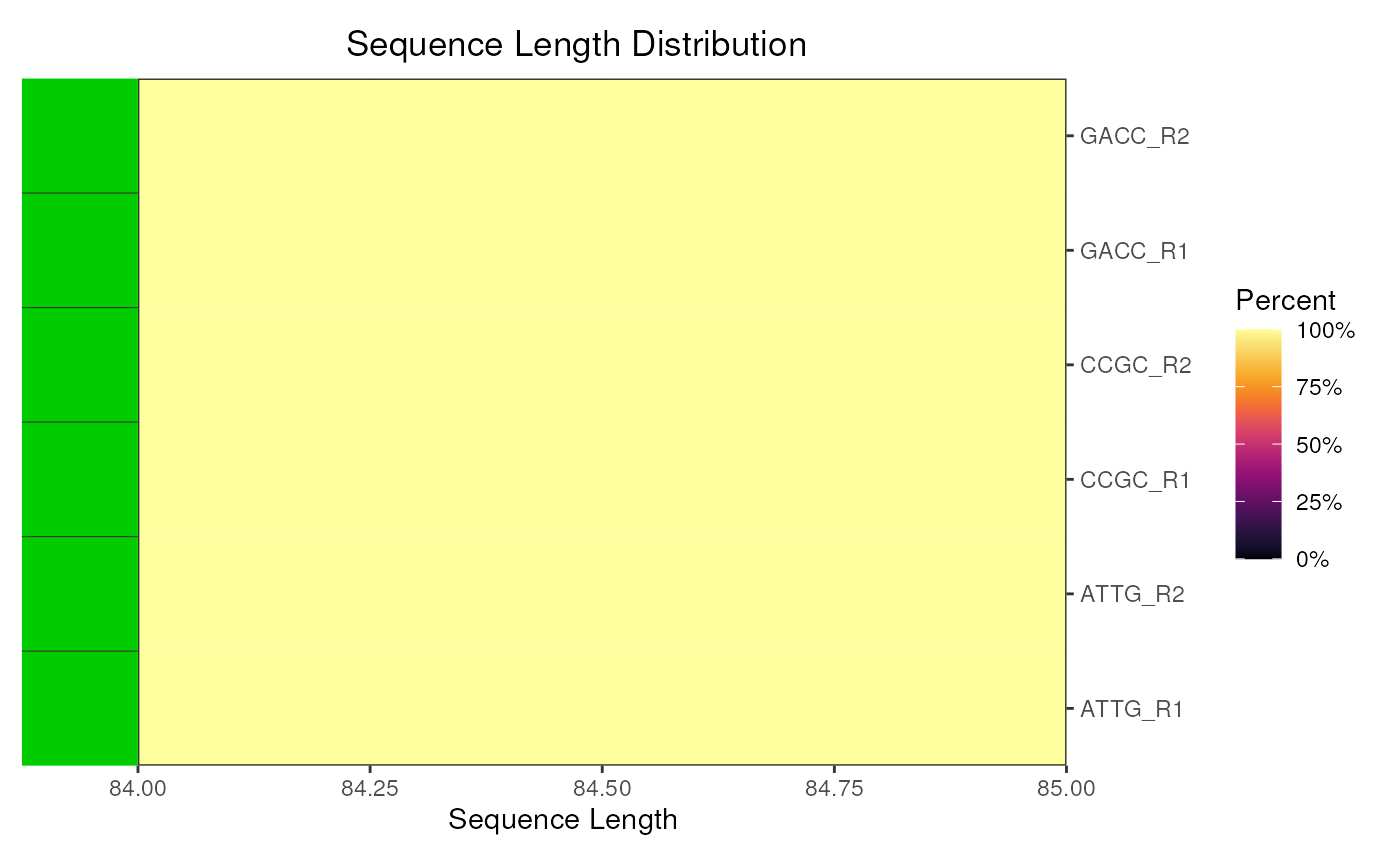 Sequence Length Distribution
GACC_R2
GACC_R1
CCGC_R2
CCGC_R1
ATTG_R2
ATTG_R1
84.00 84.25 84.50 84.75 85.00
Sequence Length
Percent
100%
75%
50%
25%
0%